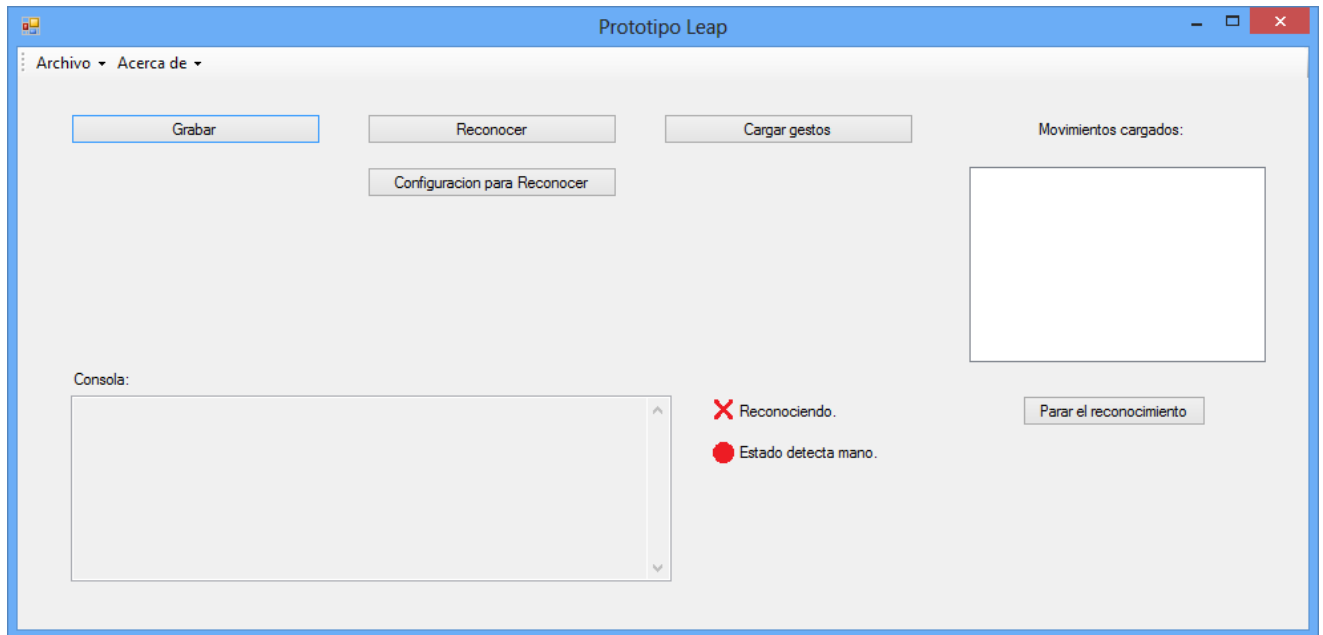 Prototipo Leap
Archivo Acerca de
Grabar
Reconocer
Cargar gestos
Movimientos cargados:
Configuracion para Reconocer
Consola:
Reconociendo.
Parar el reconocimiento
Estado detecta mano.